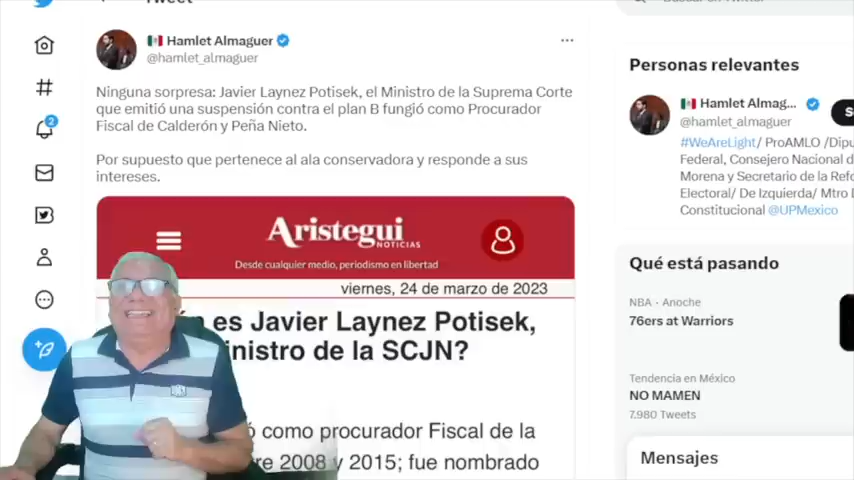 Tweet
Buscar en Twitter
Hamlet Almaguer
@hamlet_almaguer
Ninguna sorpresa: Javier Laynez Potisek, el Ministro de la Suprema Corte
que emitió una suspensión contra el plan B fungió como Procurador
Fiscal de Calderón y Peña Nieto.
Por supuesto que pertenece al ala conservadora y responde a sus
intereses.
Aristegui
NOTICIAS
Desde cualquier medio, periodismo en libertad
viernes, 24 de marzo de 2023
es Javier Laynez Potisek,
ministro de la SCJN?
como procurador Fiscal de la
2008 y 2015; fue nombrado
2
Personas relevantes
Hamlet Almag...
@hamlet_almaguer
#WeAreLight/ ProAMLO /Dipu
Federal, Consejero Nacional d
Morena y Secretario de la Refo
Electoral/ De Izquierda/ Mtro D
Constitucional @UPMexico
Qué está pasando
NBA · Anoche
76ers at Warriors
Tendencia en México
NO MAMEN
7.980 Tweets
Mensajes